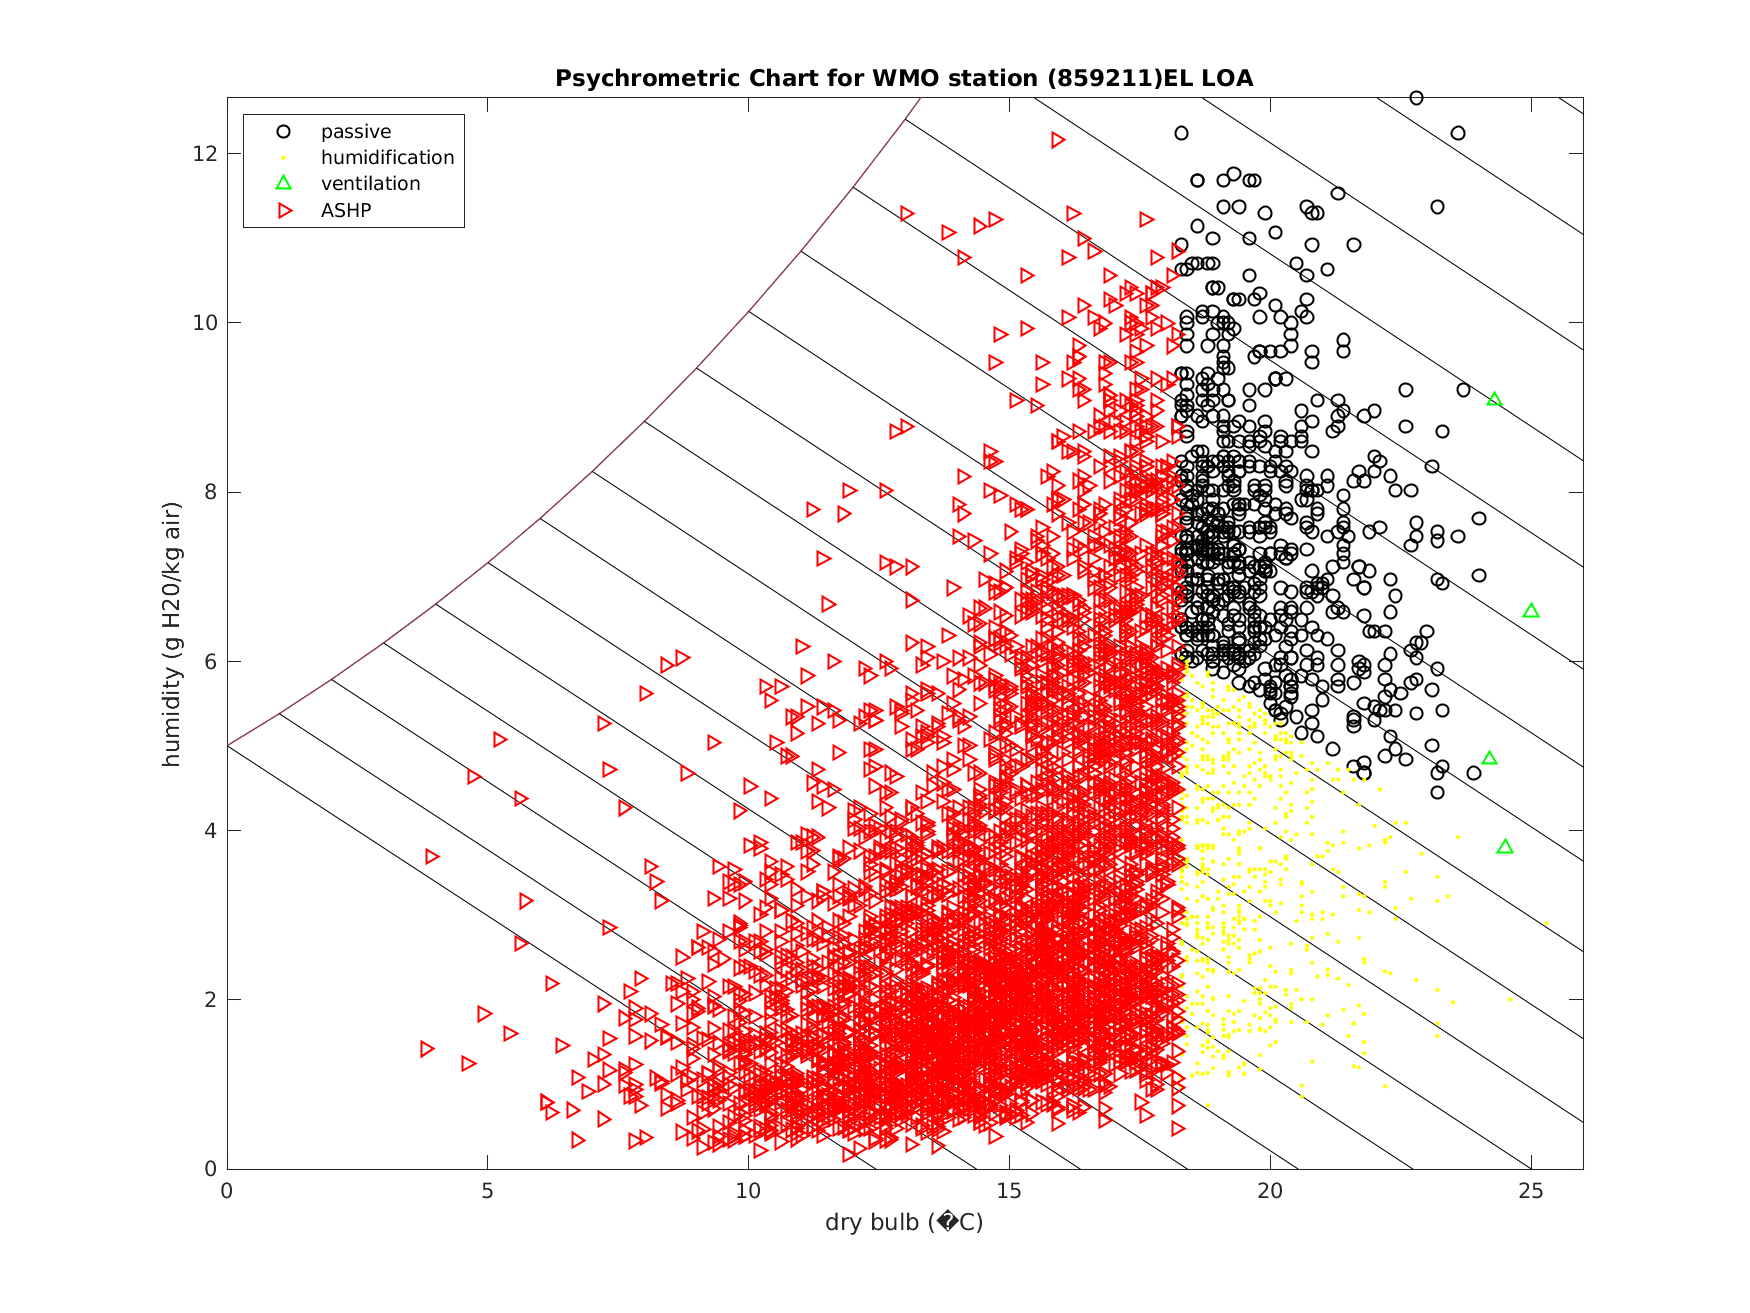 Psychrometric Chart for WMO station (859211)EL LOA
passive
humidification
ventilation
ASHP
12
10
8
6
4
2
0
humidity (g H20/kg air)
0 5 10 15 20 25
dry bulb (�C)